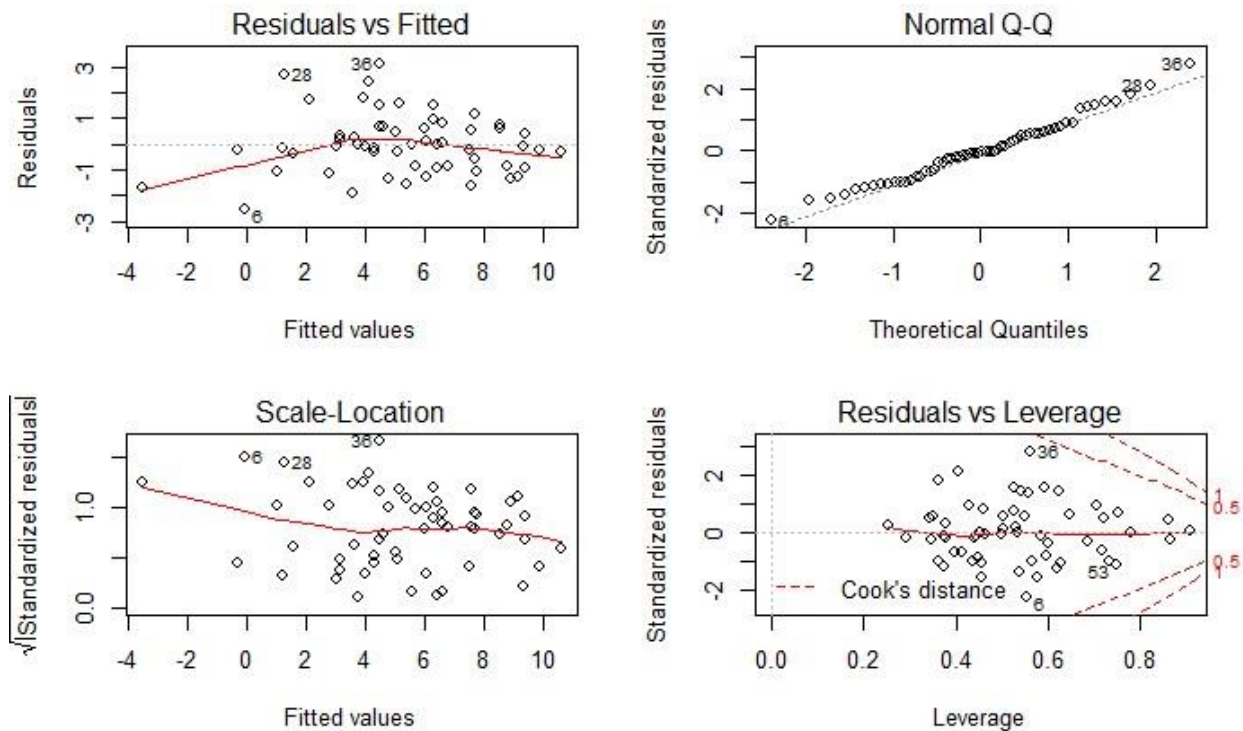 Residuals vs Fitted
Residuals
3
1
-1
-3
28
36
6
-4 -2 0 2 4 6 8 10
Fitted values
Normal Q-Q
Standardized residuals
2
0
-2
36
28
6
-2 -1 0 1 2
Theoretical Quantiles
Scale-Location
√|Standardized residuals|
1.0
0.0
6
28
36
-4 -2 0 2 4 6 8 10
Fitted values
Residuals vs Leverage
Standardized residuals
2
0
-2
36
53
6
1
0.5
0.5
1
Cook's distance
0.0 0.2 0.4 0.6 0.8
Leverage